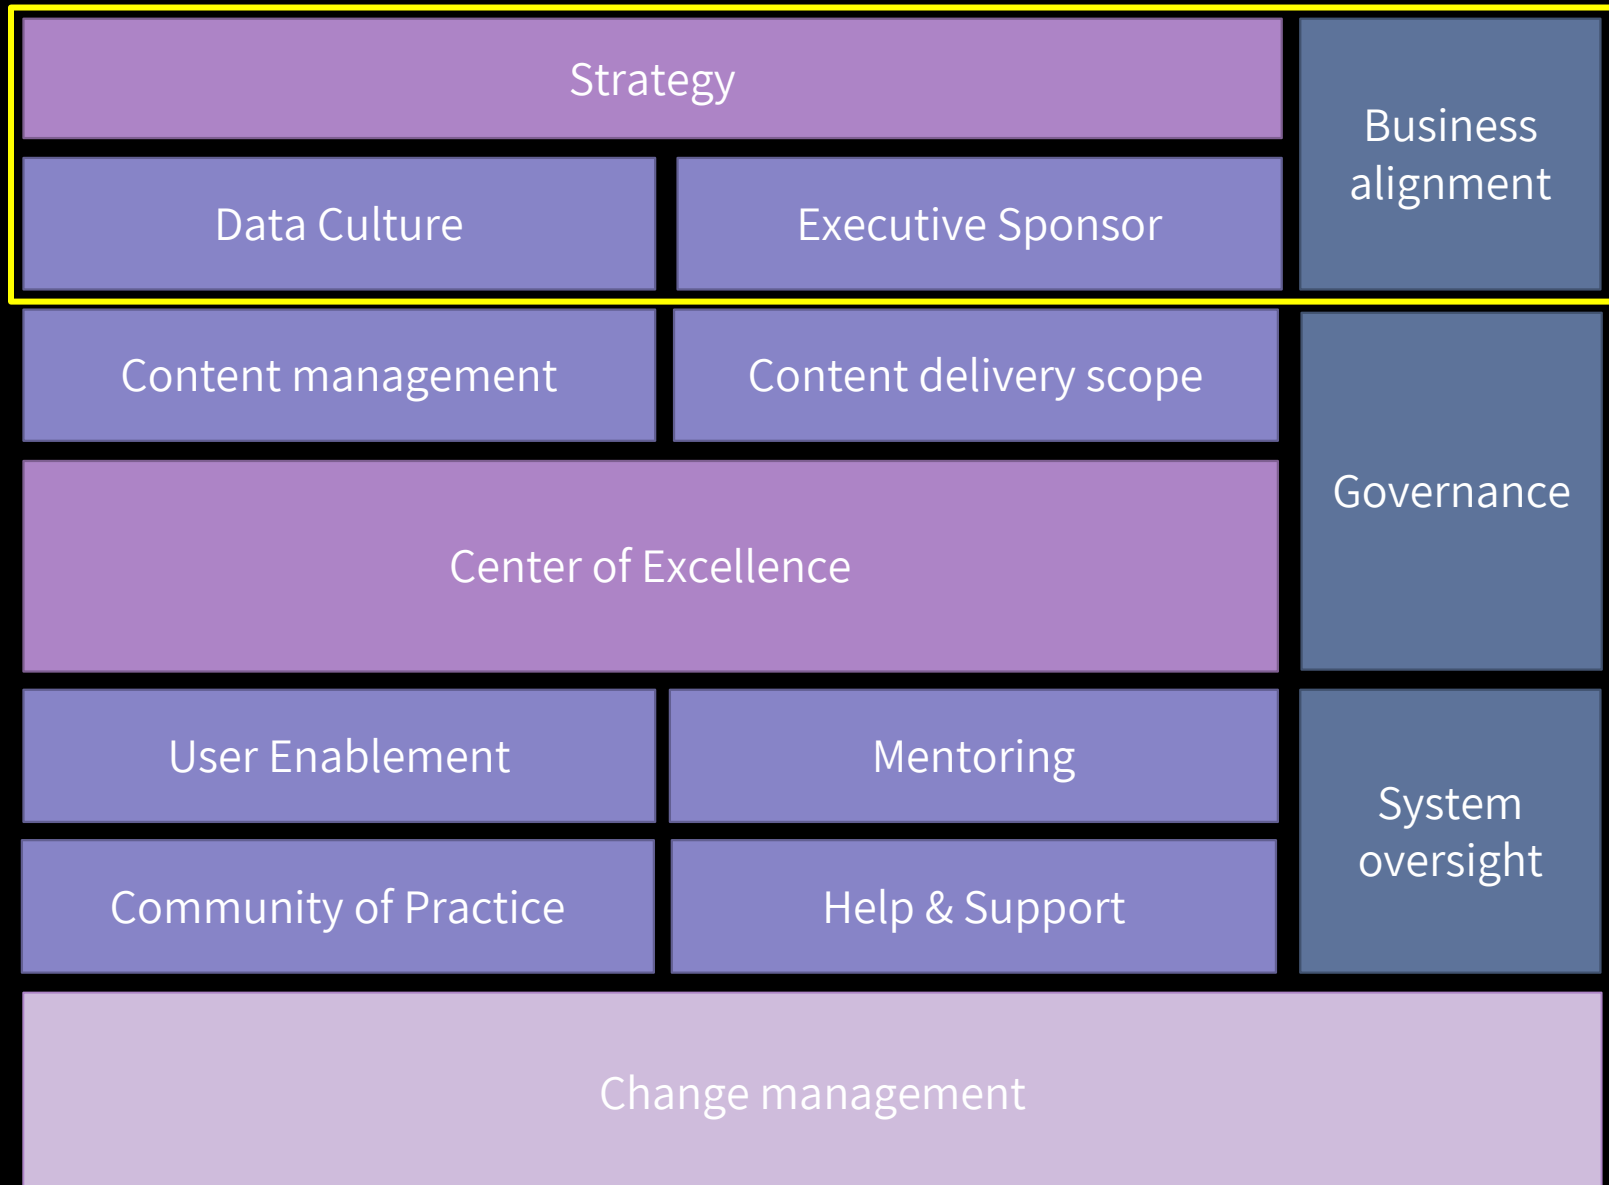 Strategy
Business
alignment
Data Culture
Executive Sponsor
Content management
Content delivery scope
Governance
Center of Excellence
User Enablement
Mentoring
System
oversight
Community of Practice
Help & Support
Change management